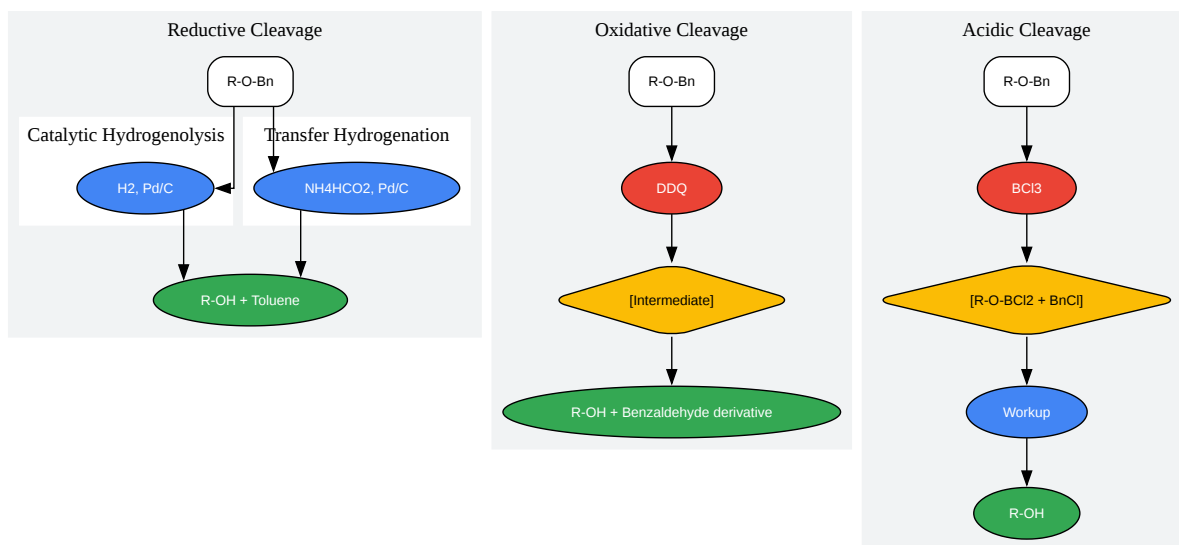 Reductive Cleavage
R-O-Bn
Catalytic Hydrogenolysis
Transfer Hydrogenation
H2, Pd/C
NH4HCO2, Pd/C
R-OH + Toluene
Oxidative Cleavage
R-O-Bn
DDQ
[Intermediate]
R-OH + Benzaldehyde derivative
Acidic Cleavage
R-O-Bn
BCl3
[R-O-BCl2 + BnCl]
Workup
R-OH